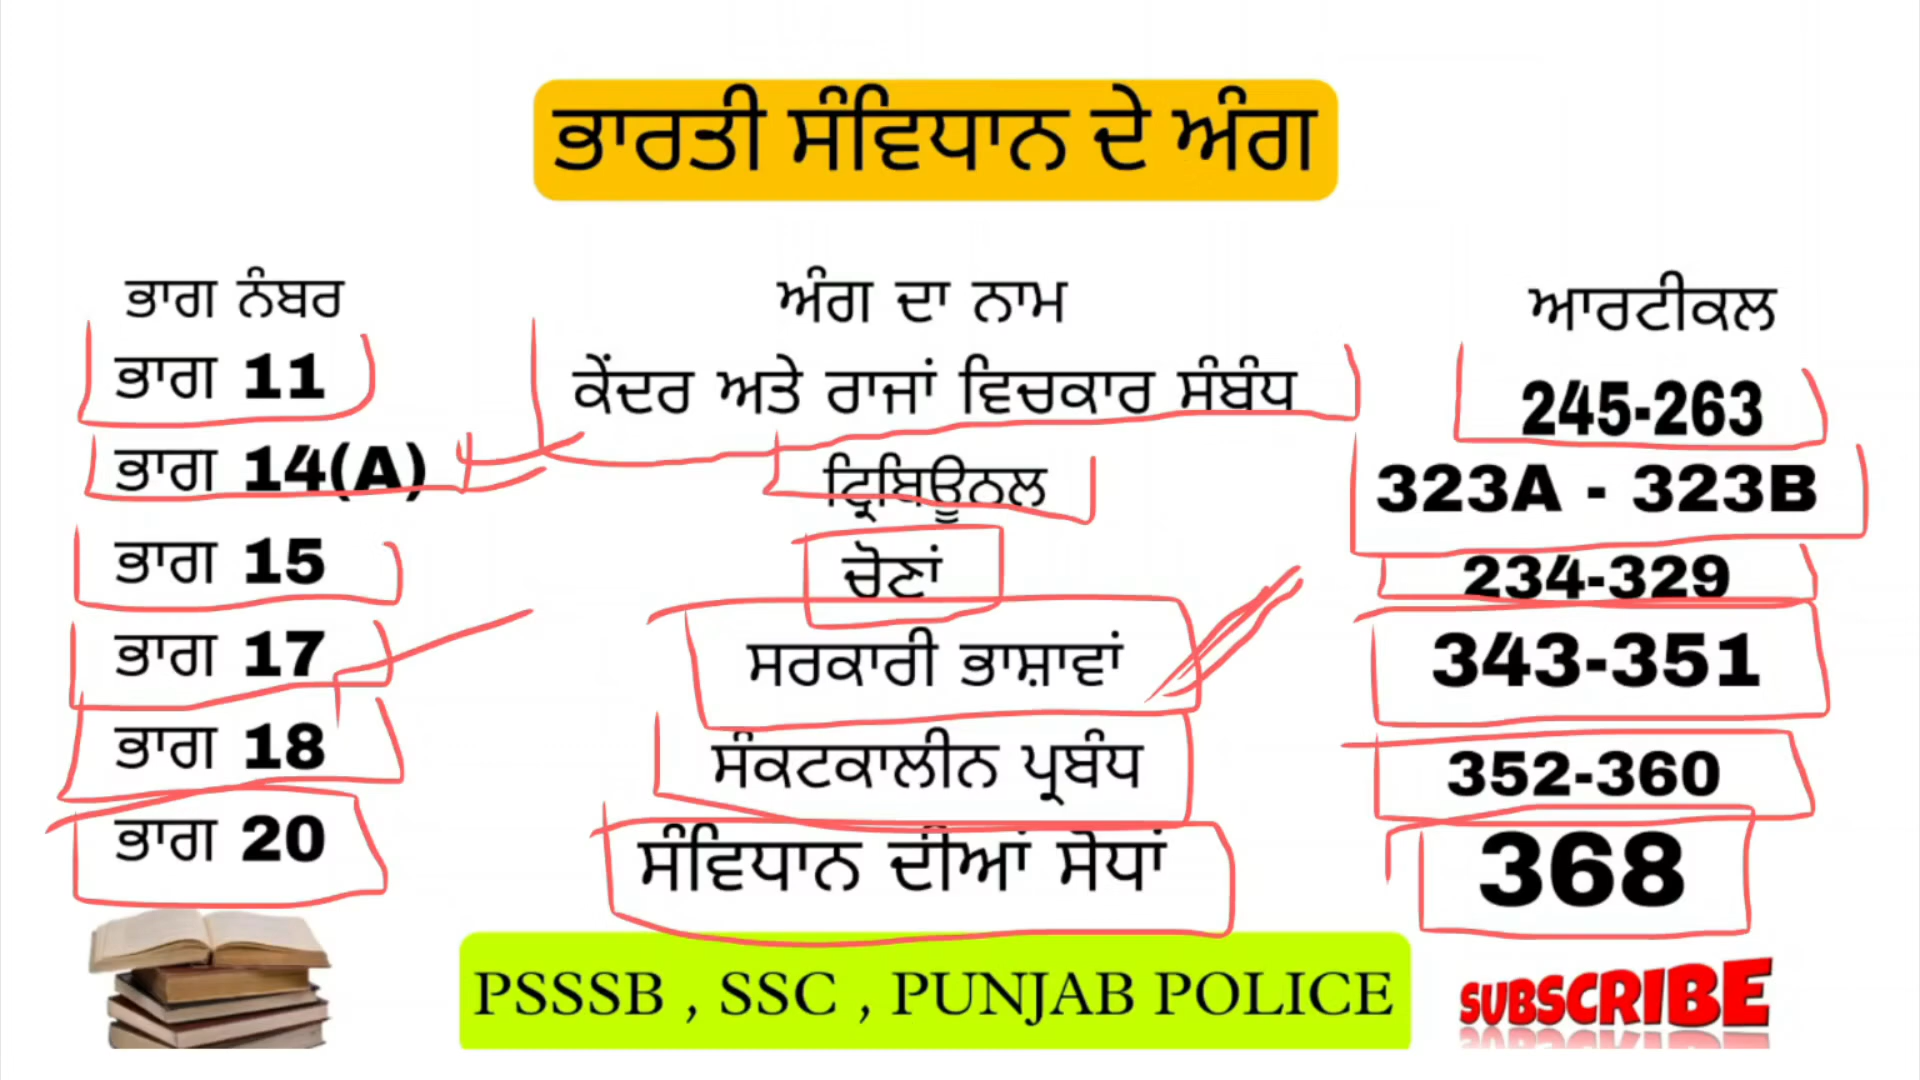 ਭਾਰਤੀ ਸੰਵਿਧਾਨ ਦੇ ਅੰਗ
ਭਾਗ ਨੰਬਰ ਅੰਗ ਦਾ ਨਾਮ ਆਰਟੀਕਲ
ਭਾਗ 11 ਕੇਂਦਰ ਅਤੇ ਰਾਜਾਂ ਵਿਚਕਾਰ ਸੰਬੰਧ 245-263
ਭਾਗ 14(A) ਟ੍ਰਿਬਿਊਨਲ 323A - 323B
ਭਾਗ 15 ਚੋਣਾਂ 234-329
ਭਾਗ 17 ਸਰਕਾਰੀ ਭਾਸ਼ਾਵਾਂ 343-351
ਭਾਗ 18 ਸੰਕਟਕਾਲੀਨ ਪ੍ਰਬੰਧ 352-360
ਭਾਗ 20 ਸੰਵਿਧਾਨ ਦੀਆਂ ਸੋਧਾਂ 368
PSSSB , SSC , PUNJAB POLICE
SUBSCRIBE